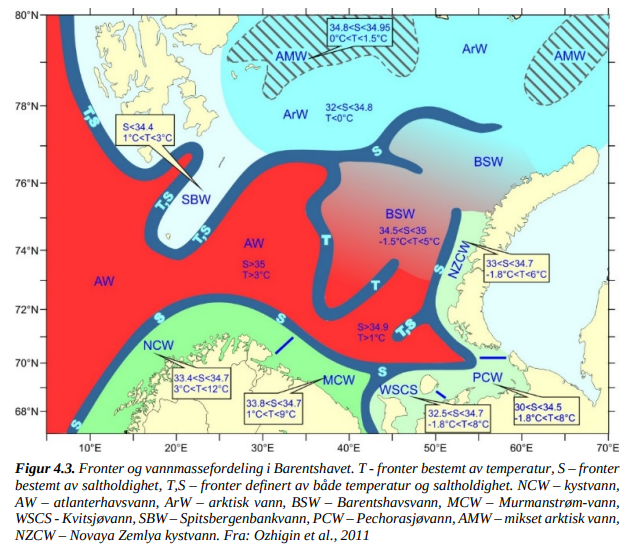 80°N
34.8<S<34.95
0°C<T<1.5°C
AMW
ArW
AMW
78°N
T,S
ArW
32<S<34.8
T<0°C
S<34.4
1°C<T<3°C
S
BSW
76°N
SBW
T,S
BSW
34.5<S<35
-1.5°C<T<5°C
T,S
T
AW
74°N
S>35
T>3°C
NZCW
33<S<34.7
-1.8°C<T<6°C
S
AW
T
72°N
S
S
S>34.9
T>1°C
T,S
NCW
70°N
33.4<S<34.7
3°C<T<12°C
MCW
S
WSCS
PCW
33.8<S<34.7
1°C<T<9°C
32.5<S<34.7
-1.8°C<T<8°C
30<S<34.5
-1.8°C<T<8°C
68°N
S
10°E
20°E
30°E
40°E
50°E
60°E
70°E
Figur 4.3. Fronter og vannmassefordeling i Barentshavet. T - fronter bestemt av temperatur, S – fronter
bestemt av saltholdighet, T,S – fronter definert av både temperatur og saltholdighet. NCW – kystvann,
AW – atlanterhavsvann, ArW – arktisk vann, BSW – Barentshavsvann, MCW – Murmanstrøm-vann,
WSCS - Kvitsjøvann, SBW – Spitsbergenbankvann, PCW – Pechorasjøvann, AMW – mikset arktisk vann,
NZCW – Novaya Zemlya kystvann. Fra: Ozhigin et al., 2011